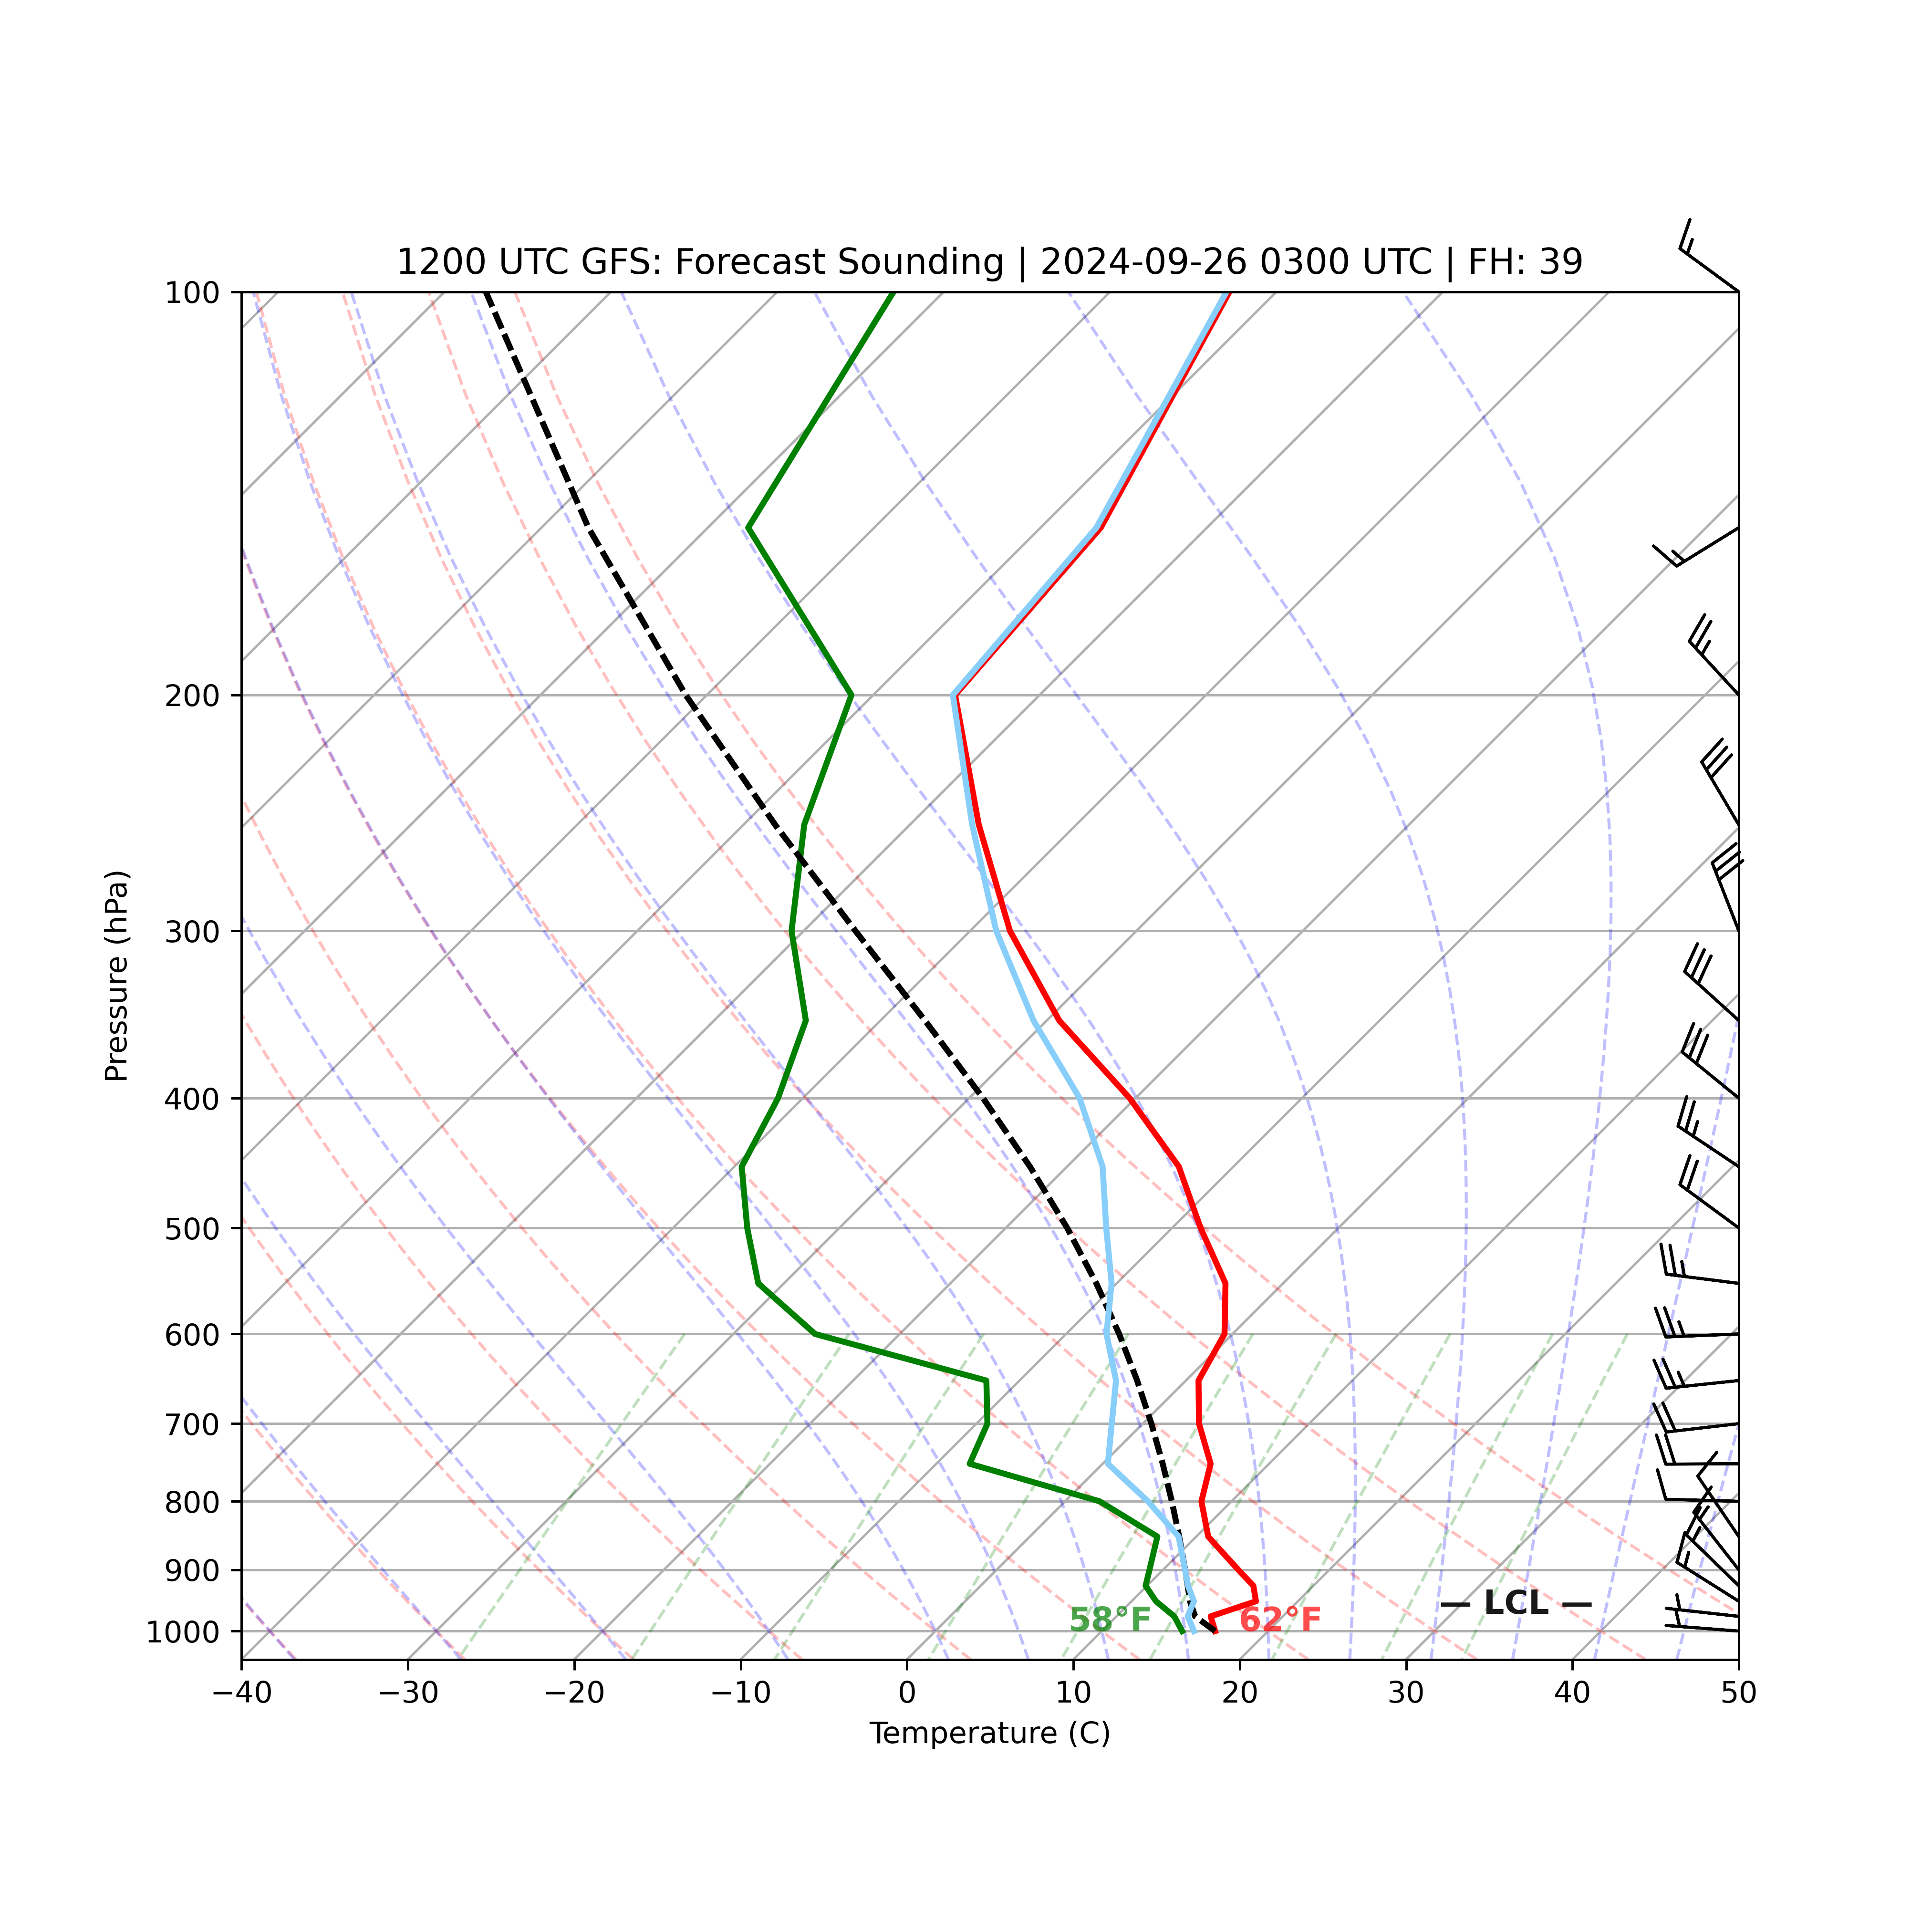 1200 UTC GFS: Forecast Sounding | 2024-09-26 0300 UTC | FH: 39
100
200
300
400
500
600
700
800
900
1000
Pressure (hPa)
58°F
62°F
— LCL —
−40 −30 −20 −10 0 10 20 30 40 50
Temperature (C)